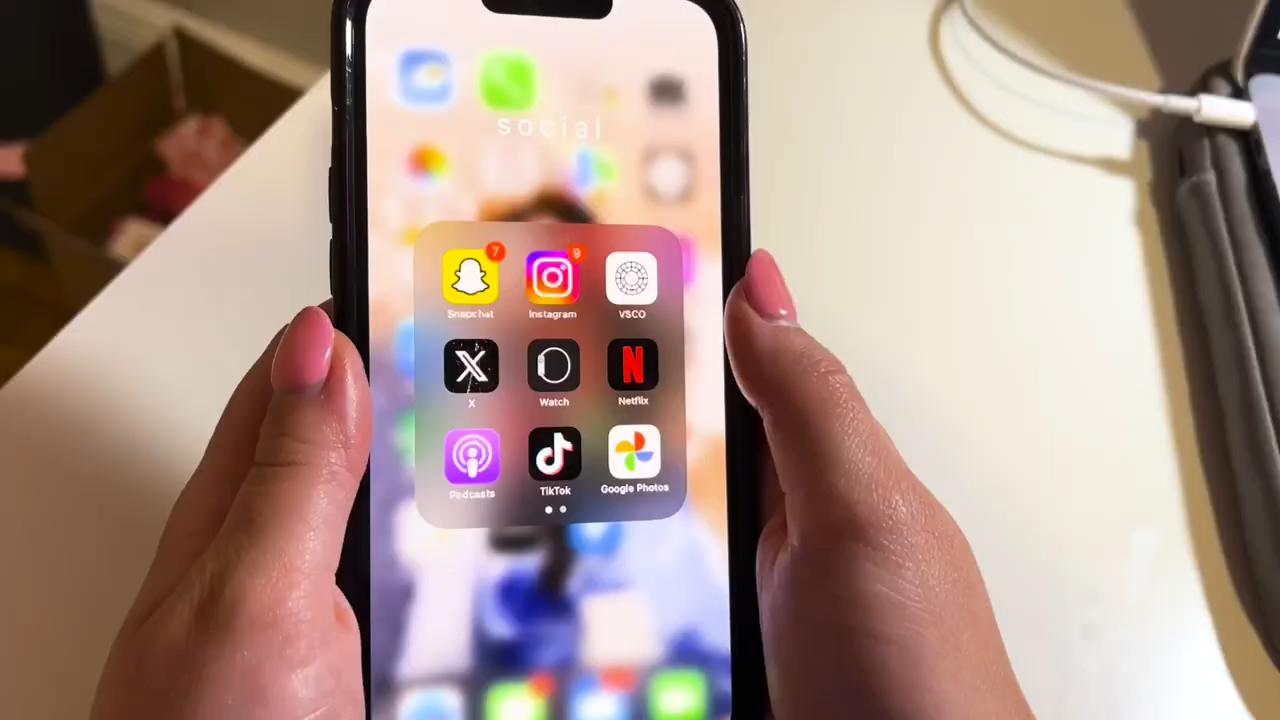 social
7
9
Snapchat Instagram VSCO
X Watch Netflix
Podcasts TikTok Google Photos